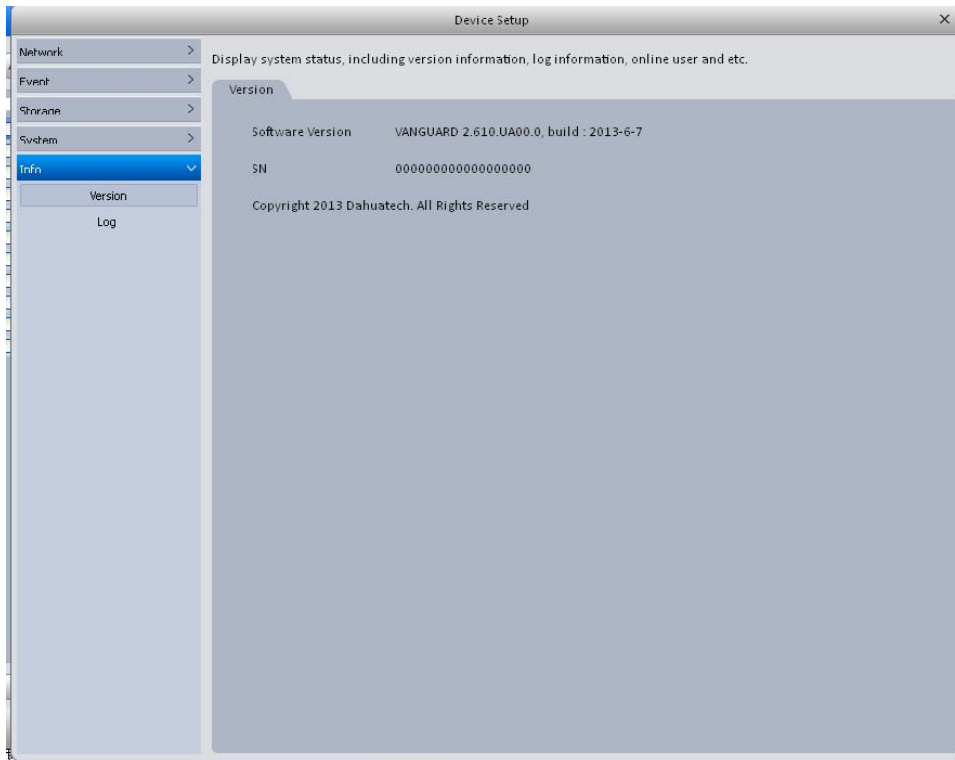 Device Setup
Network
Event
Storage
System
Info
Version
Log
Display system status, including version information, log information, online user and etc.
Version
Software Version VANGUARD 2.610.UA00.0, build : 2013-6-7
SN 000000000000000000
Copyright 2013 Dahuatech. All Rights Reserved